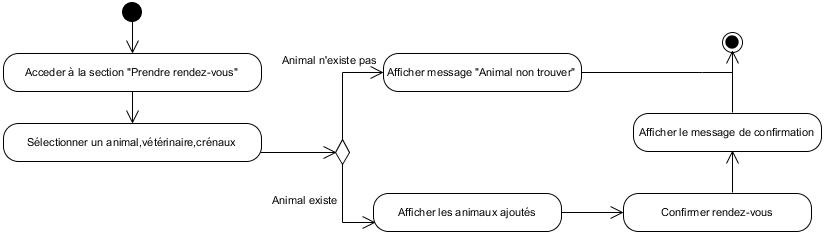 Acceder à la section "Prendre rendez-vous"
Sélectionner un animal,vétérinaire,crénaux
Animal n'existe pas
Afficher message "Animal non trouver"
Animal existe
Afficher les animaux ajoutés
Confirmer rendez-vous
Afficher le message de confirmation